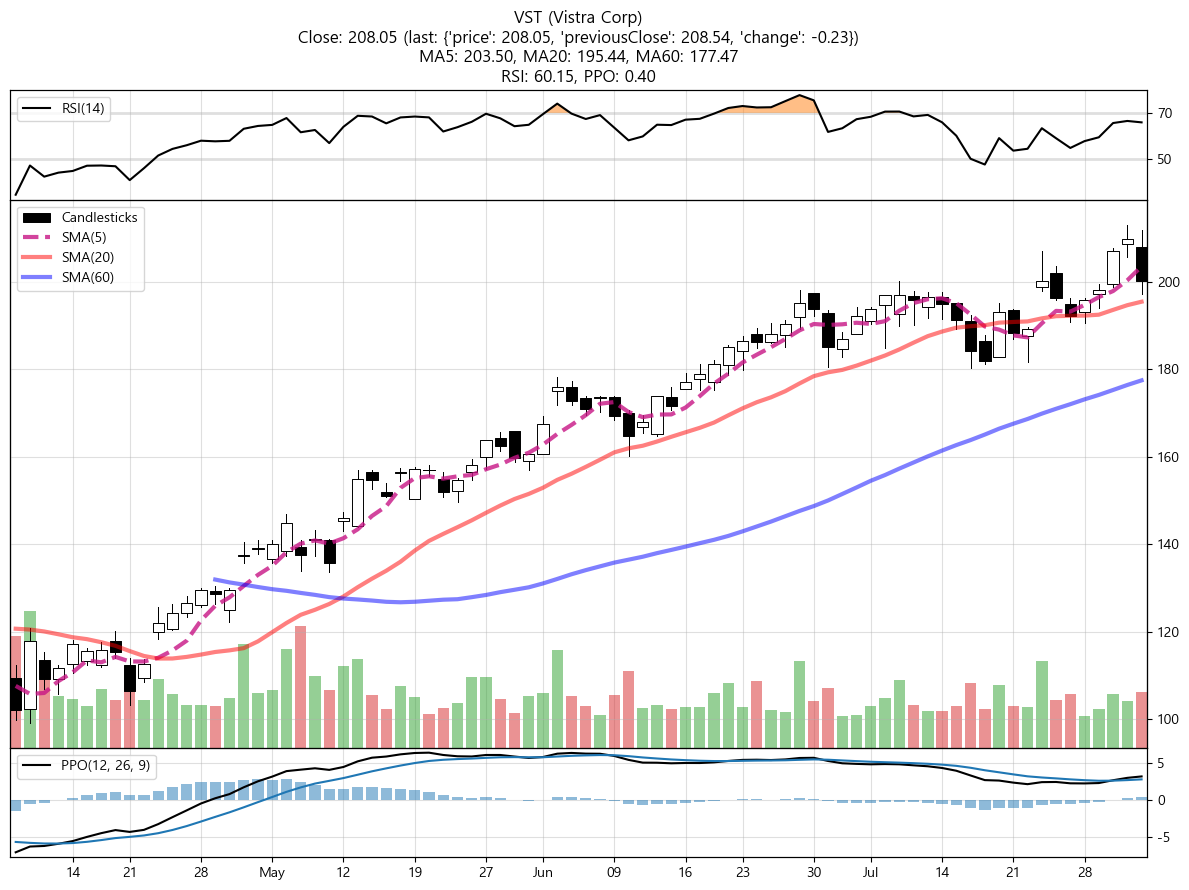 VST (Vistra Corp)
Close: 208.05 (last: {'price': 208.05, 'previousClose': 208.54, 'change': -0.23})
MA5: 203.50, MA20: 195.44, MA60: 177.47
RSI: 60.15, PPO: 0.40
RSI(14)
70
50
Candlesticks
SMA(5)
SMA(20)
SMA(60)
200
180
160
140
120
100
PPO(12, 26, 9)
5
0
-5
14 21 28 May 12 19 27 Jun 09 16 23 30 Jul 14 21 28